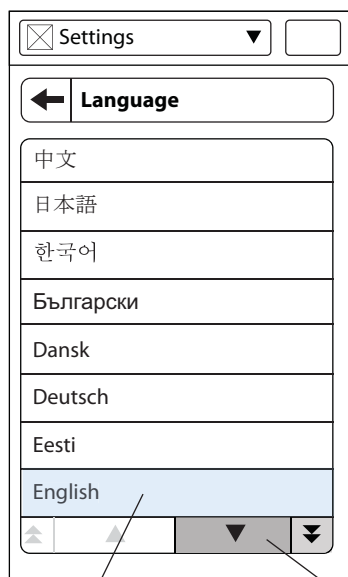 Settings
Language
中文
日本語
한국어
Български
Dansk
Deutsch
Eesti
English